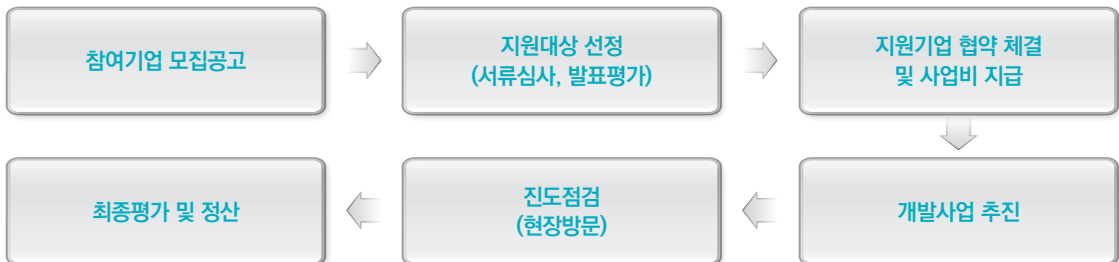 참여기업 모집공고
지원대상 선정
(서류심사, 발표평가)
지원기업 협약 체결
및 사업비 지급
개발사업 추진
진도점검
(현장방문)
최종평가 및 정산